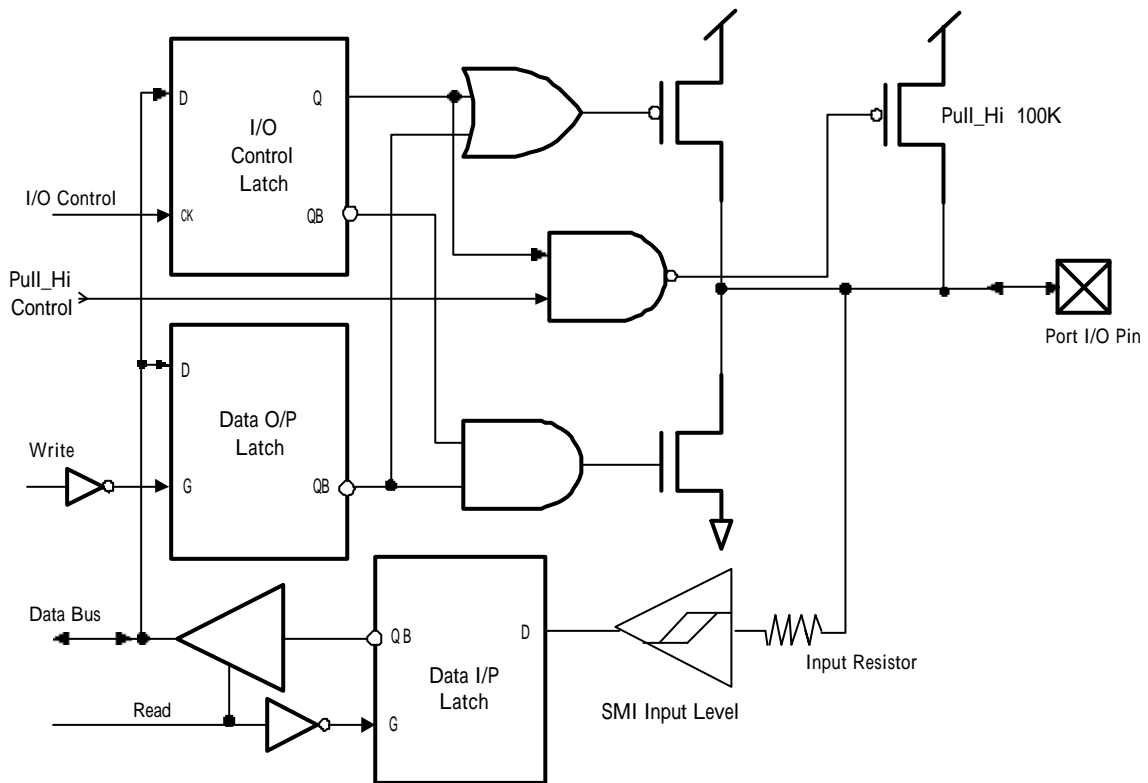 D
Q
I/O
Control
Latch
I/O Control
CK
QB
Pull_Hi 100K
Pull_Hi
Control
Port I/O Pin
D
Data O/P
Latch
Write
G
QB
Data Bus
QB
D
Data I/P
Latch
Input Resistor
Read
G
SMI Input Level